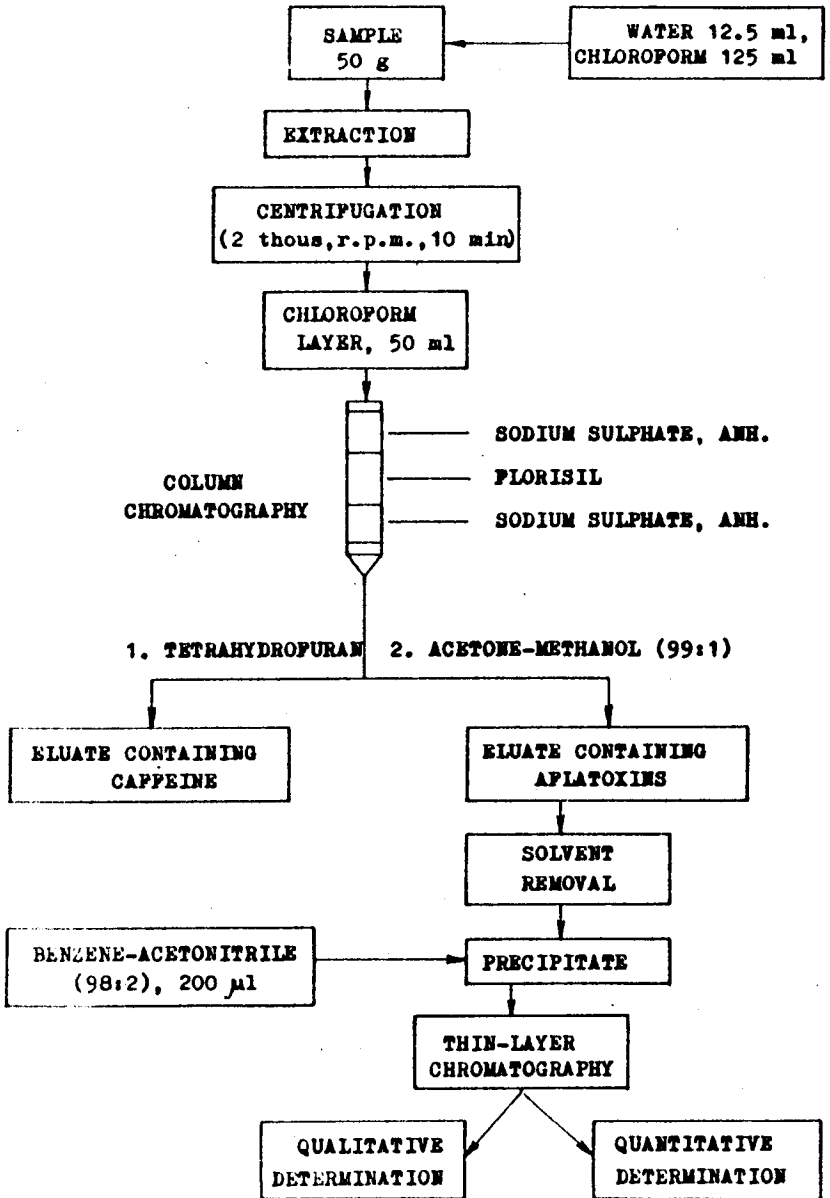 SAMPLE
50 g
WATER 12.5 ml,
CHLOROFORM 125 ml
EXTRACTION
CENTRIFUGATION
(2 thous,r.p.m.,10 min)
CHLOROFORM
LAYER, 50 ml
COLUMN
CHROMATOGRAPHY
SODIUM SULPHATE, ANH.
FLORISIL
SODIUM SULPHATE, ANH.
1. TETRAHYDROFURAN
2. ACETONE-METHANOL (99:1)
ELUATE CONTAINING
CAFFEINE
ELUATE CONTAINING
AFLATOXINS
SOLVENT
REMOVAL
BENZENE-ACETONITRILE
(98:2), 200 µl
PRECIPITATE
THIN-LAYER
CHROMATOGRAPHY
QUALITATIVE
DETERMINATION
QUANTITATIVE
DETERMINATION